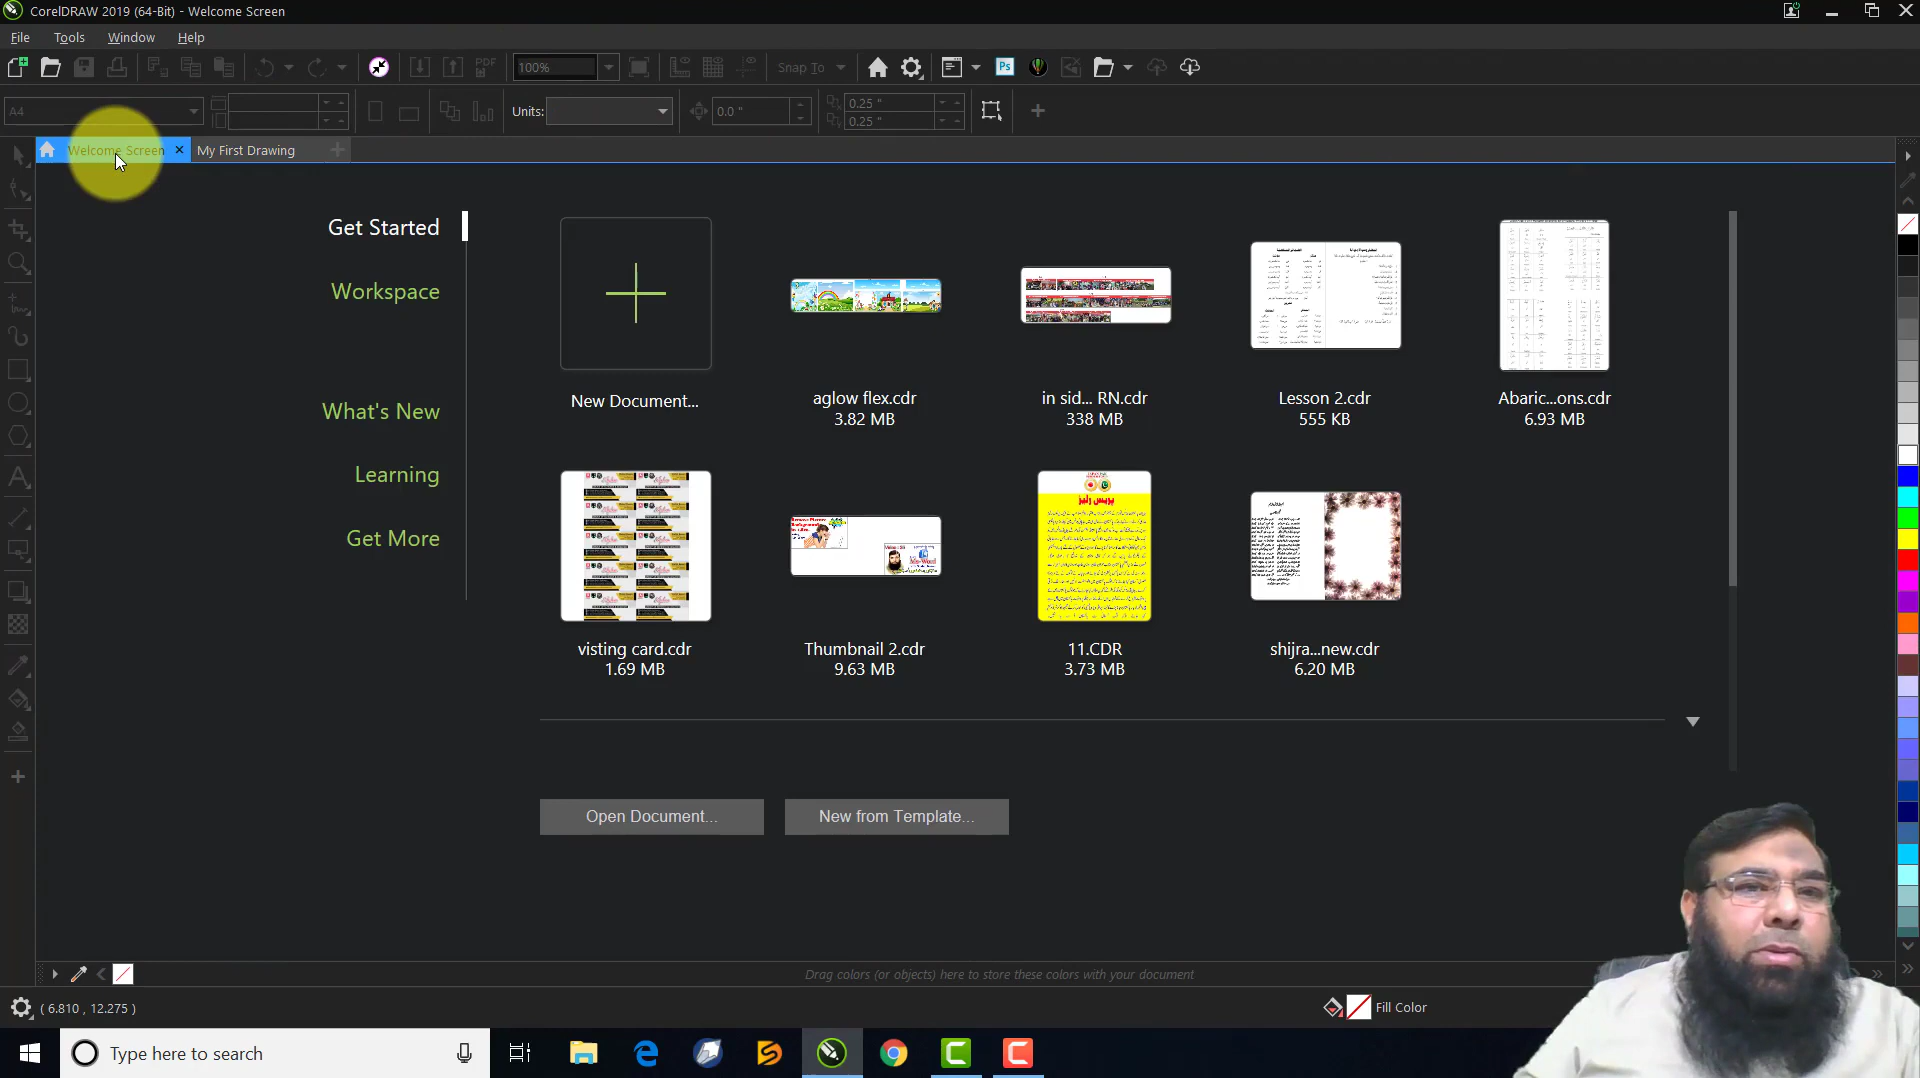 CorelDRAW 2019 (64-Bit) - Welcome Screen
File Tools Window Help
100%
Snap To
A4
Units:
0.0 "
0.25 "
0.25 "
Welcome Screen
My First Drawing
Get Started
Workspace
What's New
Learning
Get More
New Document...
aglow flex.cdr
3.82 MB
in sid... RN.cdr
338 MB
Lesson 2.cdr
555 KB
Abaric...ons.cdr
6.93 MB
visting card.cdr
1.69 MB
Thumbnail 2.cdr
9.63 MB
پریس ریلیز
11.CDR
3.73 MB
shijra...new.cdr
6.20 MB
Open Document...
New from Template...
Drag colors (or objects) here to store these colors with your document
( 6.810 , 12.275 )
Fill Color
Type here to search